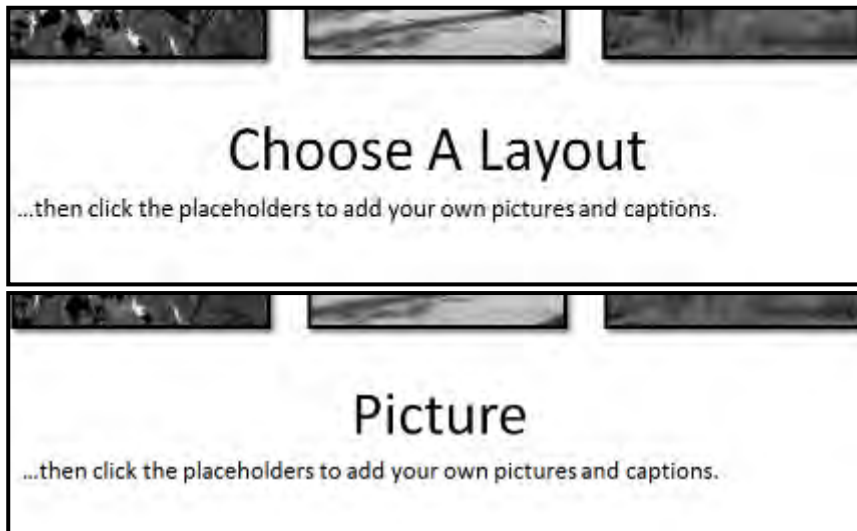 Choose A Layout
...then click the placeholders to add your own pictures and captions.
Picture
...then click the placeholders to add your own pictures and captions.